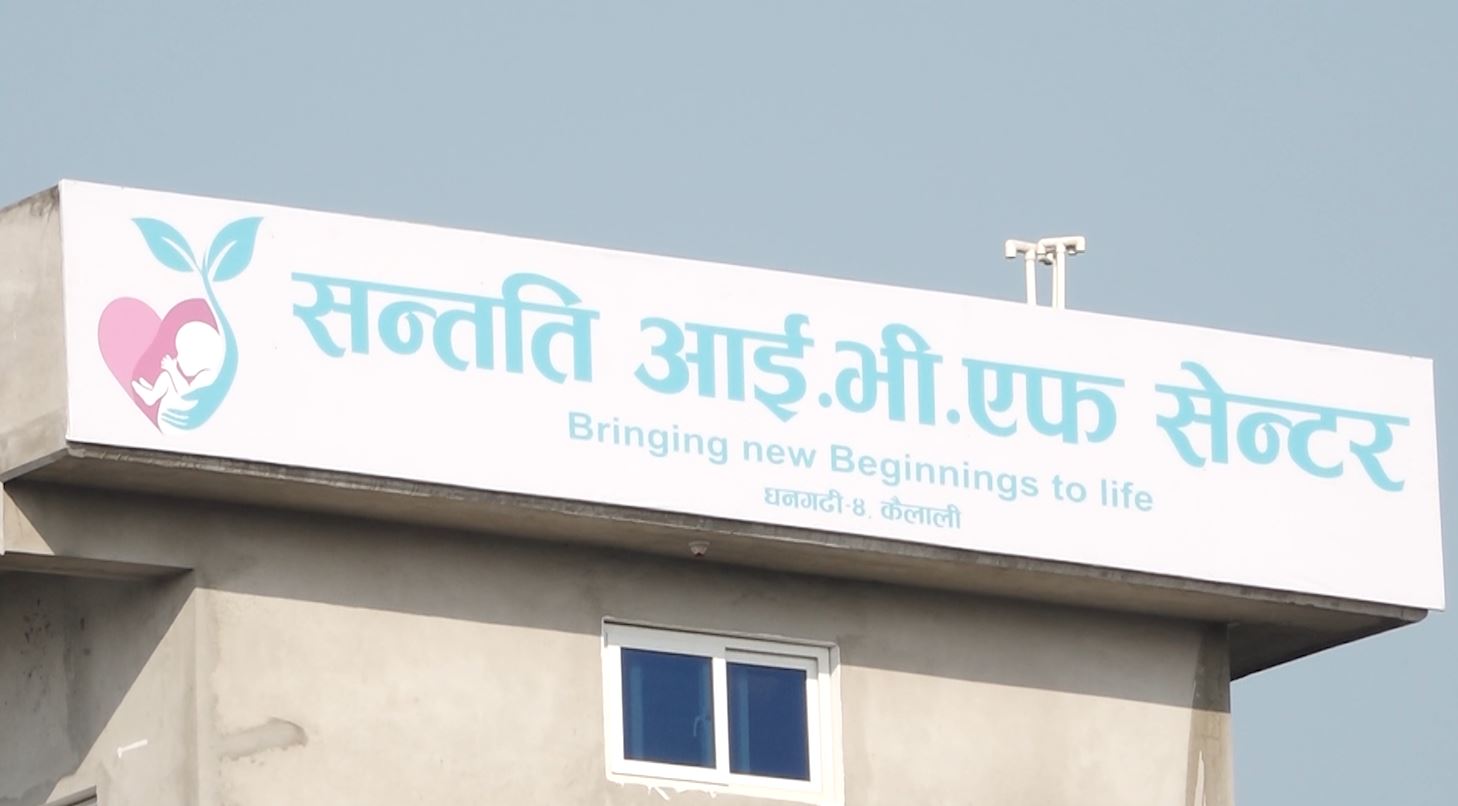 सन्तति आई.भी.एफ सेन्टर
Bringing new Beginnings to life
धनगढी-४, कैलाली